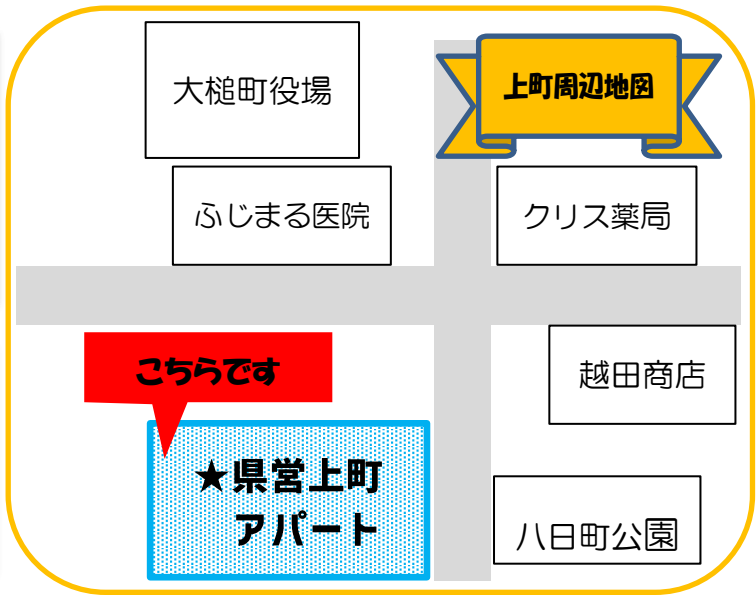 大槌町役場
上町周辺地図
ふじまる医院
クリス薬局
こちらです
越田商店
★県営上町
アパート
八日町公園